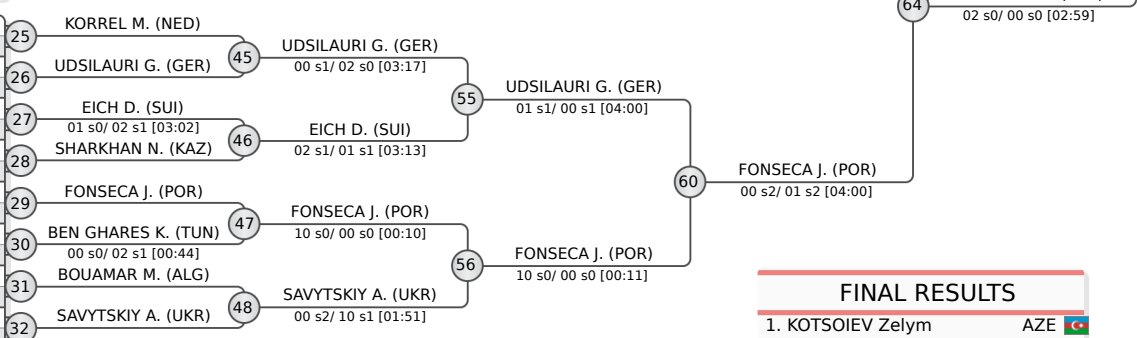 64
02 s0/ 00 s0 [02:59]
25
KORREL M. (NED)
26
UDSILAURI G. (GER)
45
UDSILAURI G. (GER)
00 s1/ 02 s0 [03:17]
27
EICH D. (SUI)
01 s0/ 02 s1 [03:02]
28
SHARKHAN N. (KAZ)
46
EICH D. (SUI)
02 s1/ 01 s1 [03:13]
55
UDSILAURI G. (GER)
01 s1/ 00 s1 [04:00]
29
FONSECA J. (POR)
30
BEN GHARES K. (TUN)
00 s0/ 02 s1 [00:44]
47
FONSECA J. (POR)
10 s0/ 00 s0 [00:10]
31
BOUAMAR M. (ALG)
32
SAVYTSKIY A. (UKR)
48
SAVYTSKIY A. (UKR)
00 s2/ 10 s1 [01:51]
56
FONSECA J. (POR)
10 s0/ 00 s0 [00:11]
60
FONSECA J. (POR)
00 s2/ 01 s2 [04:00]
FINAL RESULTS
1. KOTSOIEV Zelym AZE